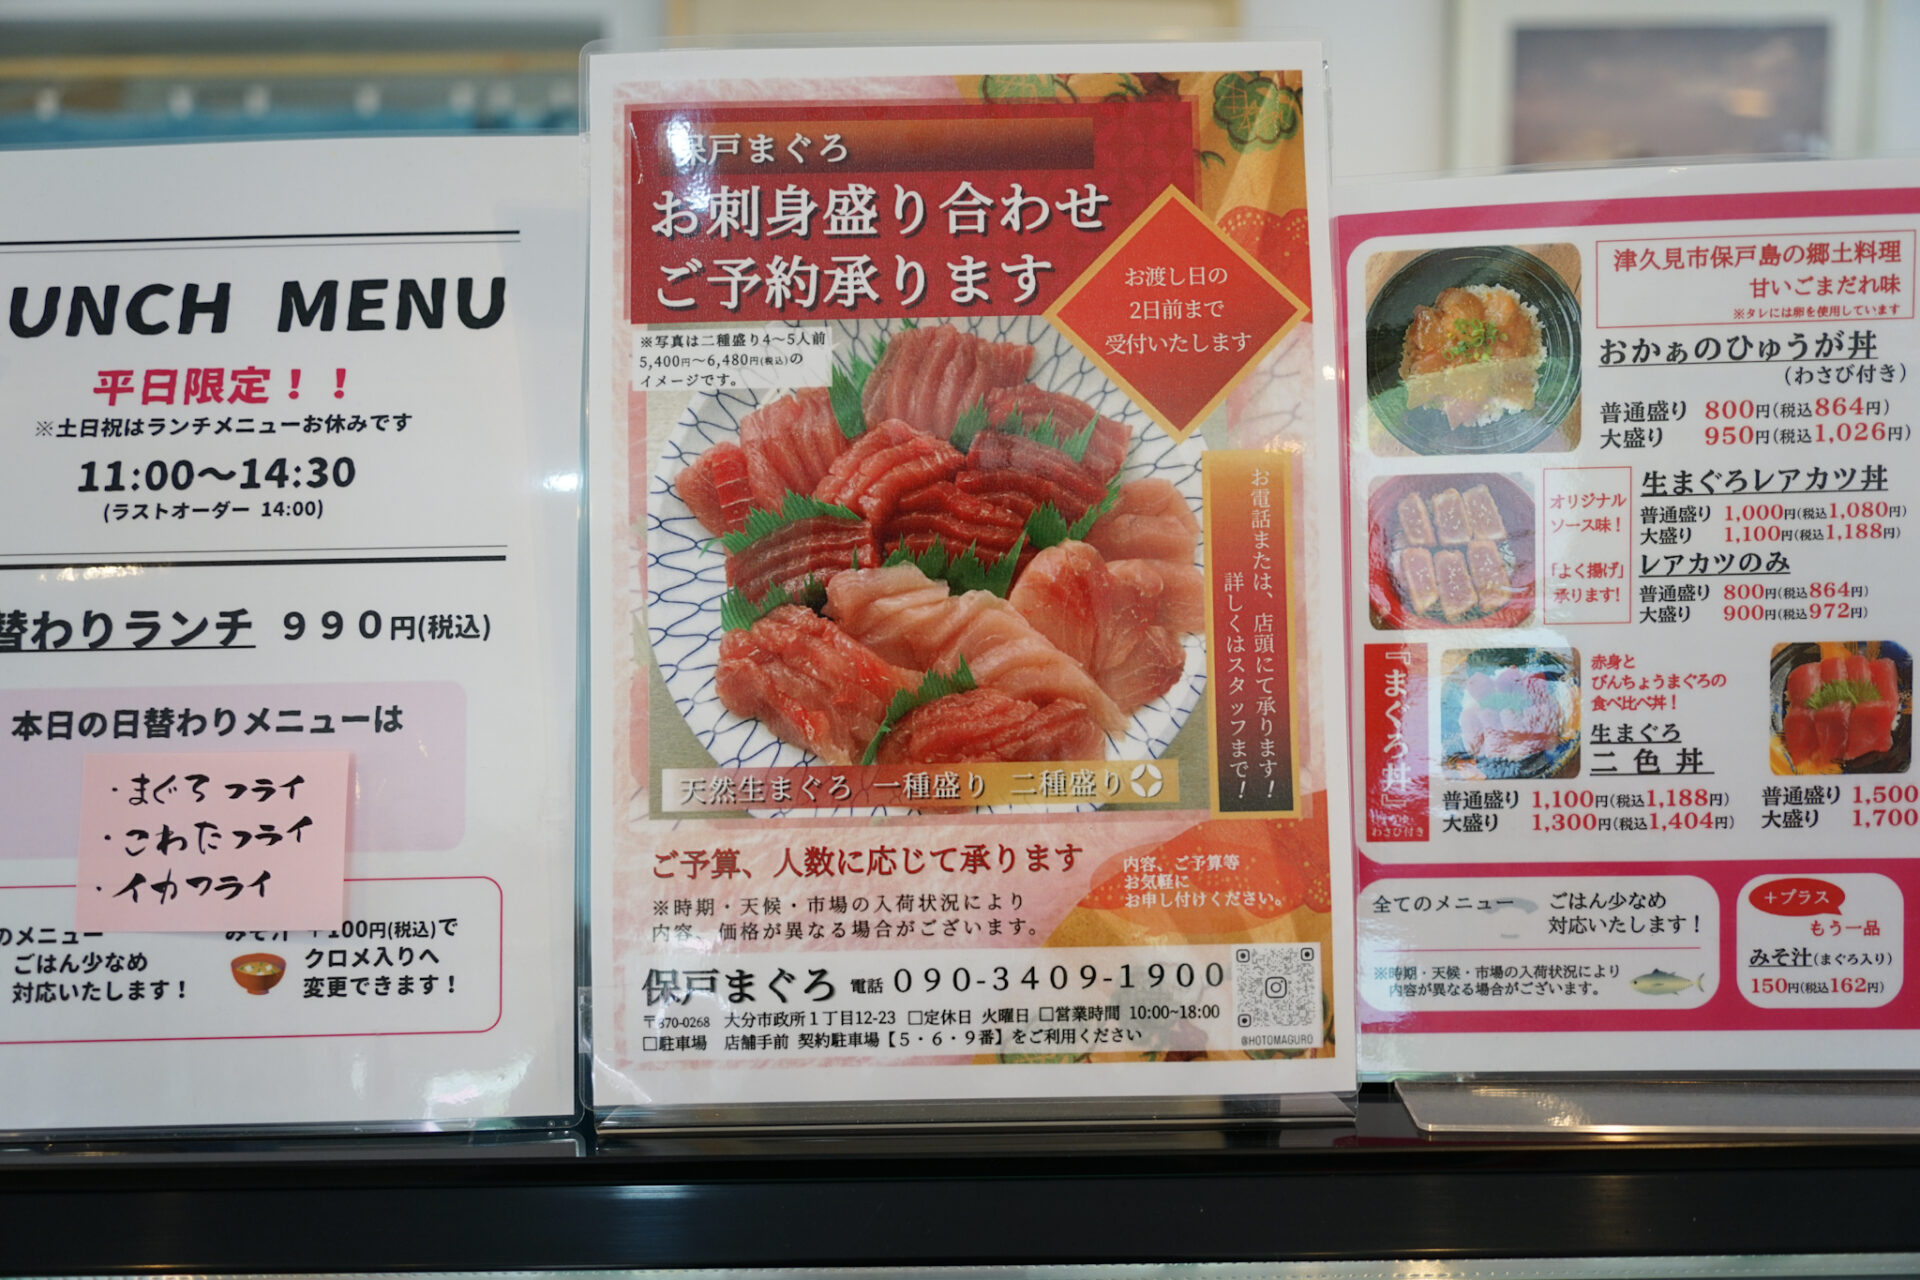 UNCH MENU
平日限定！！
※土日祝はランチメニューお休みです
11:00〜14:30
(ラストオーダー 14:00)
替わりランチ 990円(税込)
本日の日替わりメニューは
・まぐろフライ
・こわたフライ
・イカフライ
のメニュー
ごはん少なめ
対応いたします！
みそ汁 +100円(税込)で
クロメ入りへ
変更できます！
保戸まぐろ
お刺身盛り合わせ
ご予約承ります
お渡し日の
2日前まで
受付いたします
※写真は二種盛り4〜5人前
5,400円〜6,480円(税込)の
イメージです。
お電話または、店頭にて承ります！
詳しくはスタッフまで！
天然生まぐろ 一種盛り 二種盛り
ご予算、人数に応じて承ります
内容、ご予算等
お気軽に
お申し付けください。
※時期・天候・市場の入荷状況により
内容、価格が異なる場合がございます。
保戸まぐろ 電話 090-3409-1900
〒870-0268 大分市政所1丁目12-23 □定休日 火曜日 □営業時間 10:00~18:00
□駐車場 店舗手前 契約駐車場【5・6・9番】をご利用ください
@HOTOMAGURO
津久見市保戸島の郷土料理
甘いごまだれ味
※タレには卵を使用しています
おかぁのひゅうが丼
(わさび付き)
普通盛り 800円(税込864円)
大盛り 950円(税込1,026円)
オリジナル
ソース味！
「よく揚げ」
承ります！
生まぐろレアカツ丼
普通盛り 1,000円(税込1,080円)
大盛り 1,100円(税込1,188円)
レアカツのみ
普通盛り 800円(税込864円)
大盛り 900円(税込972円)
『まぐろ丼』
わさび付き
赤身と
びんちょうまぐろの
食べ比べ丼！
生まぐろ
二色丼
普通盛り 1,100円(税込1,188円)
大盛り 1,300円(税込1,404円)
普通盛り 1,500
大盛り 1,700
全てのメニュー
ごはん少なめ
対応いたします！
※時期・天候・市場の入荷状況により
内容が異なる場合がございます。
+プラス
もう一品
みそ汁(まぐろ入り)
150円(税込162円)